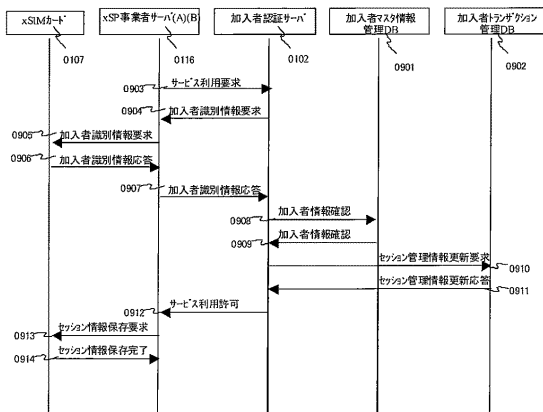 xSIMカード
xSP事業者サーバ(A)(B)
加入者認証サーバ
加入者マスタ情報
管理DB
加入者トランザクション
管理DB
0107
0116
0102
0901
0902
0903
サービス利用要求
0904
加入者識別情報要求
0905
加入者識別情報要求
0906
加入者識別情報応答
0907
加入者識別情報応答
0908
加入者情報確認
0909
加入者情報確認
セッション管理情報更新要求
0910
セッション管理情報更新応答
0911
0912
サービス利用許可
0913
セッション情報保存要求
0914
セッション情報保存完了